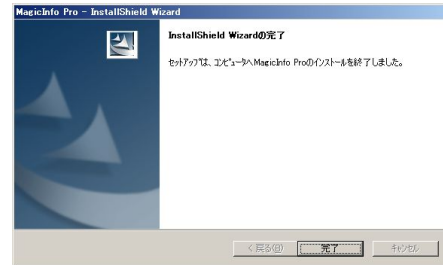 MagicInfo Pro - InstallShield Wizard
InstallShield Wizardの完了
セットアップは、コンピュータへMagicInfo Proのインストールを終了しました。
< 戻る(B)
完了
キャンセル